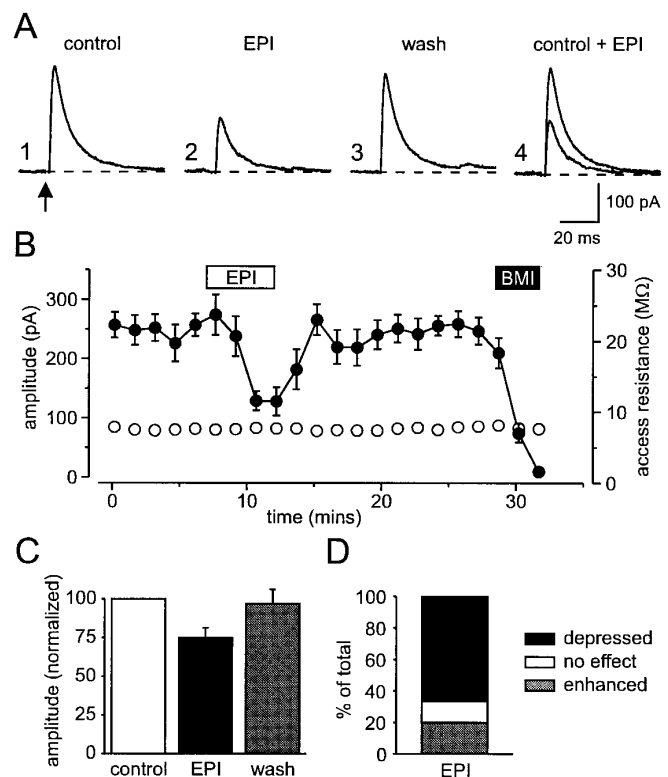 A
control
EPI
wash
control + EPI
1
2
3
4
100 pA
20 ms
B
EPI
BMI
300
200
100
0
amplitude (pA)
30
20
10
0
access resistance (MΩ)
0
10
20
30
time (mins)
C
100
75
50
25
0
amplitude (normalized)
control
EPI
wash
D
100
80
60
40
20
0
% of total
EPI
depressed
no effect
enhanced